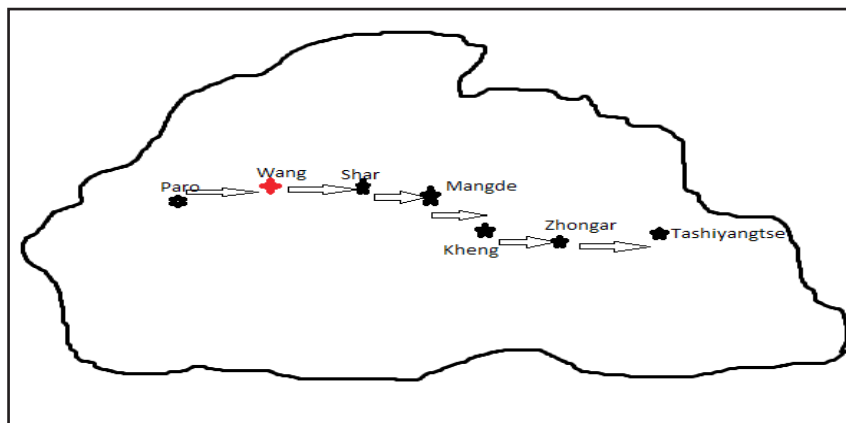 Paro
Wang
Shar
Mangde
Kheng
Zhongar
Tashiyangtse